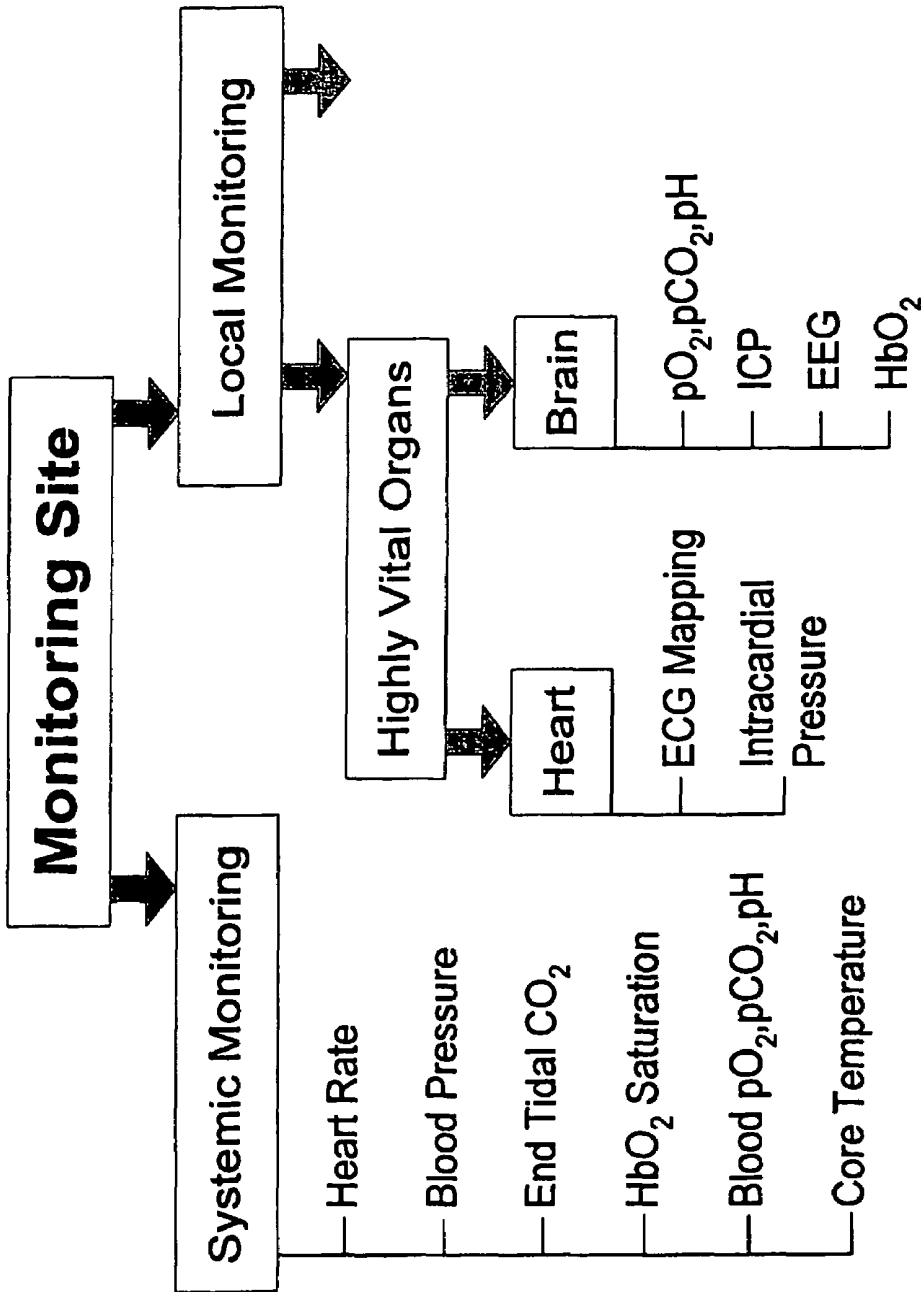 Monitoring Site
Systemic Monitoring
Heart Rate
Blood Pressure
End Tidal CO₂
HbO₂ Saturation
Blood pO₂,pCO₂,pH
Core Temperature
Local Monitoring
Highly Vital Organs
Heart
ECG Mapping
Intracardial
Pressure
Brain
pO₂,pCO₂,pH
ICP
EEG
HbO₂